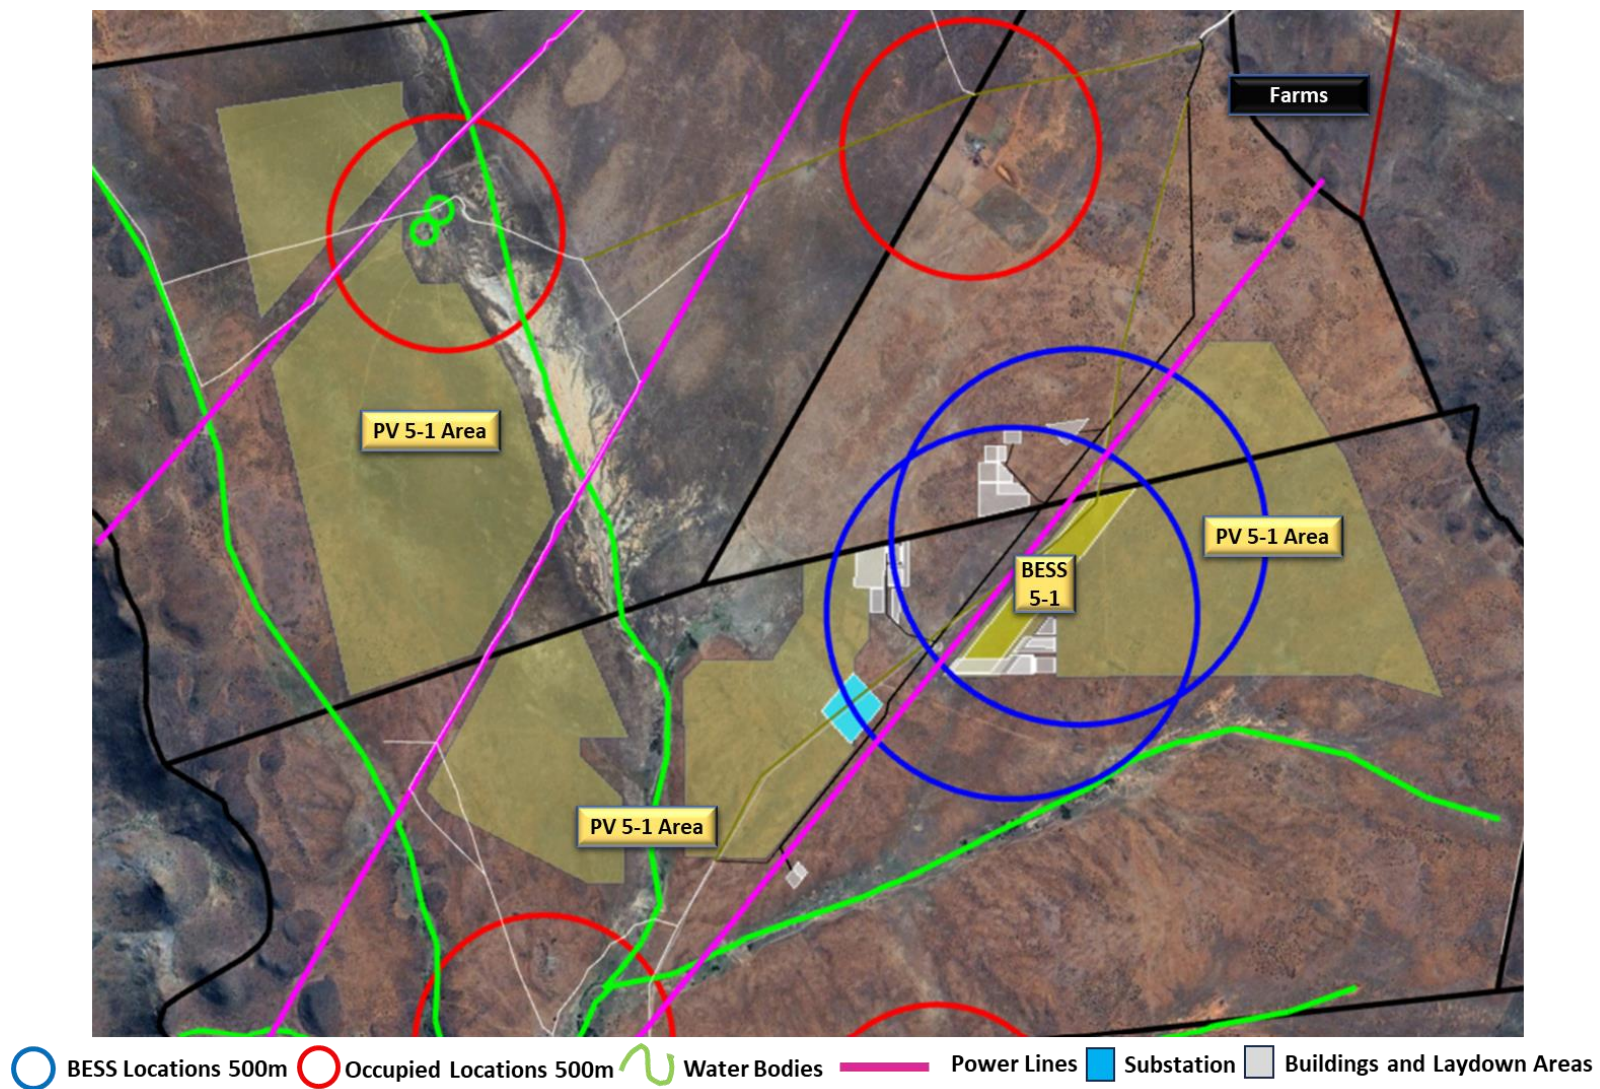 Farms
PV 5-1 Area
PV 5-1 Area
BESS
5-1
PV 5-1 Area
BESS Locations 500m
Occupied Locations 500m
Water Bodies
Power Lines
Substation
Buildings and Laydown Areas